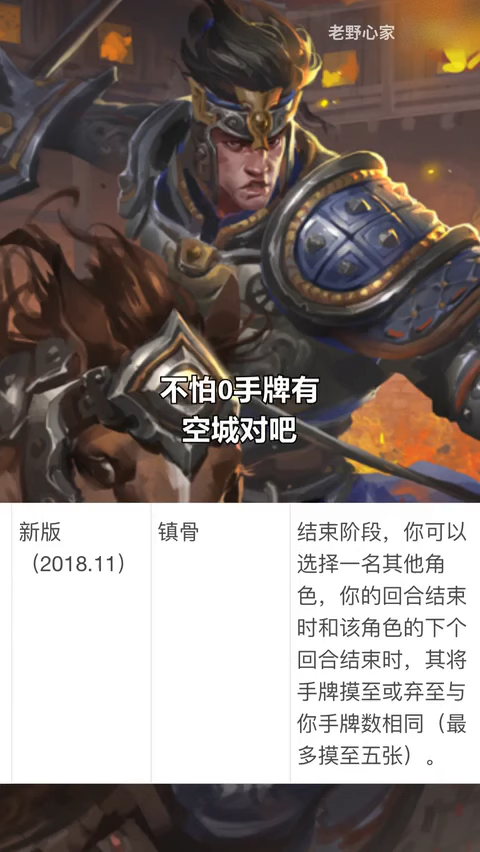 老野心家
不怕0手牌有
空城对吧
新版
（2018.11）
镇骨
结束阶段，你可以
选择一名其他角
色，你的回合结束
时和该角色的下个
回合结束时，其将
手牌摸至或弃至与
你手牌数相同（最
多摸至五张）。